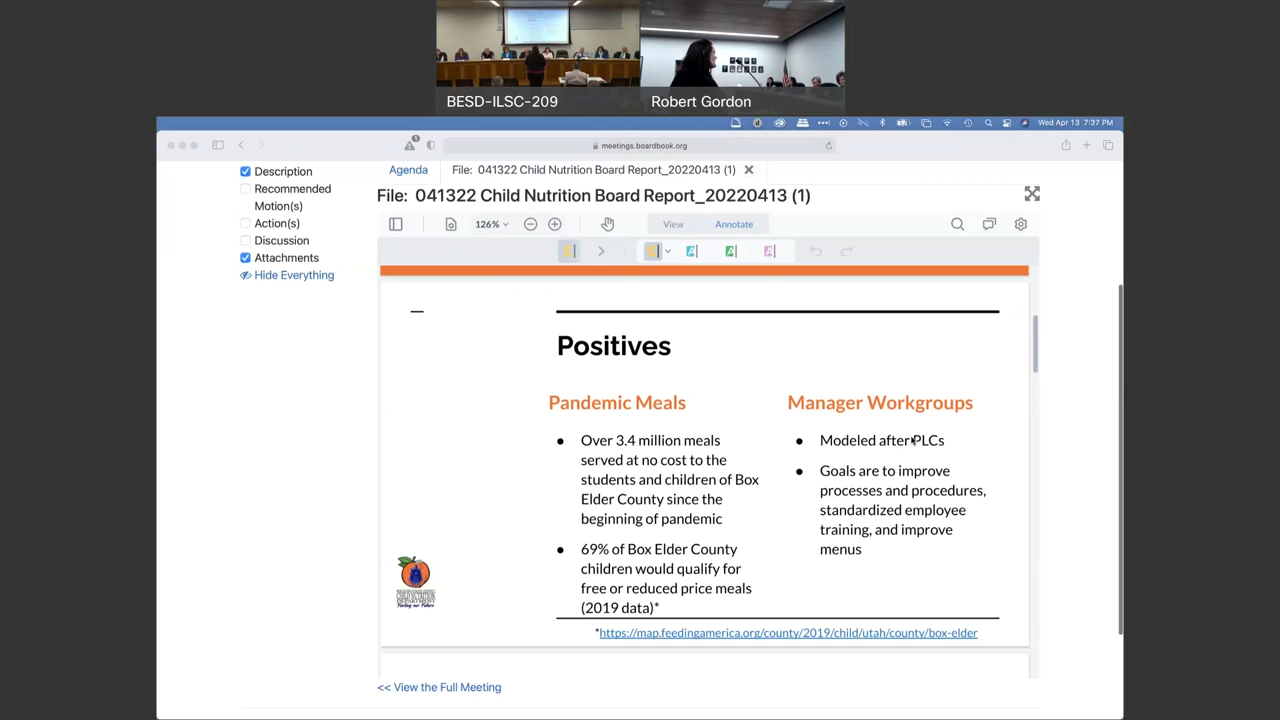 BESD-ILSC-209
Robert Gordon
Wed Apr 13 7:37 PM
meetings.boardbook.org
Description
Recommended
Motion(s)
Action(s)
Discussion
Attachments
Hide Everything
Agenda
File: 041322 Child Nutrition Board Report_20220413 (1)
File: 041322 Child Nutrition Board Report_20220413 (1)
126%
View
Annotate
Positives
Pandemic Meals
• Over 3.4 million meals
served at no cost to the
students and children of Box
Elder County since the
beginning of pandemic
• 69% of Box Elder County
children would qualify for
free or reduced price meals
(2019 data)*
Manager Workgroups
• Modeled after PLCs
• Goals are to improve
processes and procedures,
standardized employee
training, and improve
menus
CHILD NUTRITION
DEPARTMENT
Fueling our Future
*https://map.feedingamerica.org/county/2019/child/utah/county/box-elder
<< View the Full Meeting